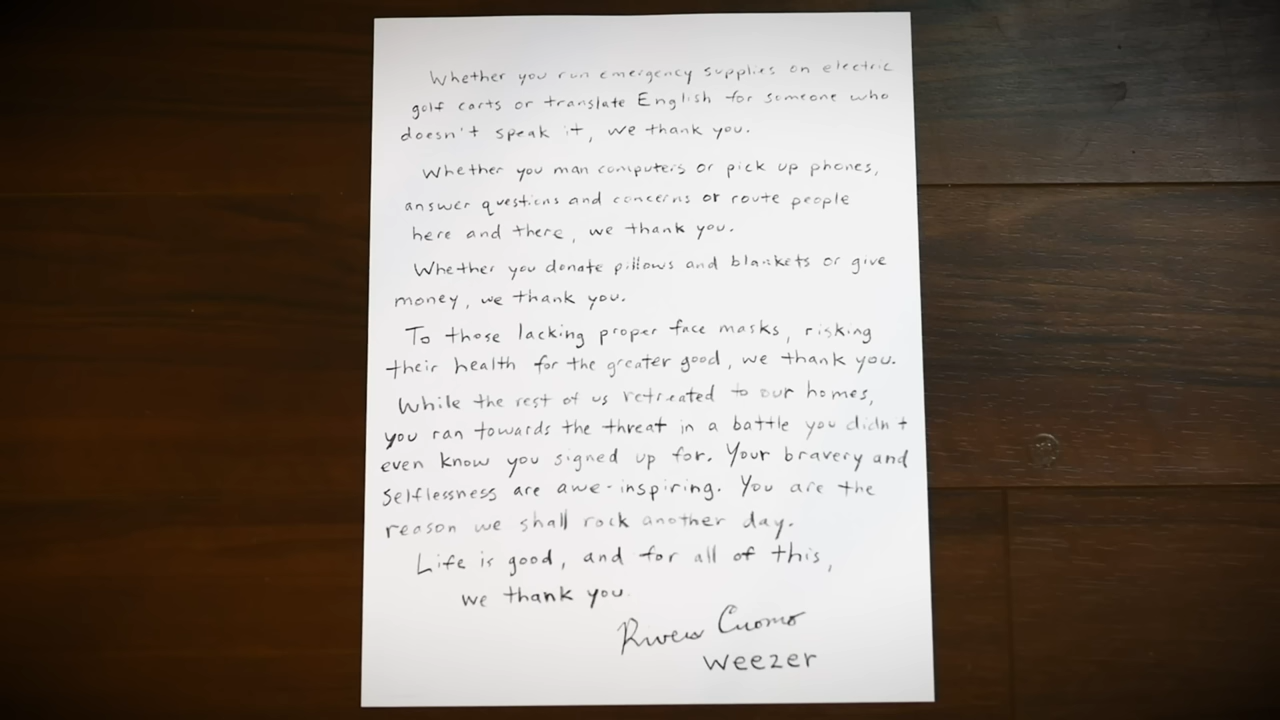 Whether you run emergency supplies on electric
golf carts or translate English for someone who
doesn't speak it, we thank you.
Whether you man computers or pick up phones,
answer questions and concerns or route people
here and there, we thank you.
Whether you donate pillows and blankets or give
money, we thank you.
To those lacking proper face masks, risking
their health for the greater good, we thank you.
While the rest of us retreated to our homes,
you ran towards the threat in a battle you didn't
even know you signed up for. Your bravery and
selflessness are awe-inspiring. You are the
reason we shall rock another day.
Life is good, and for all of this,
we thank you.
Rivers Cuomo
weezer